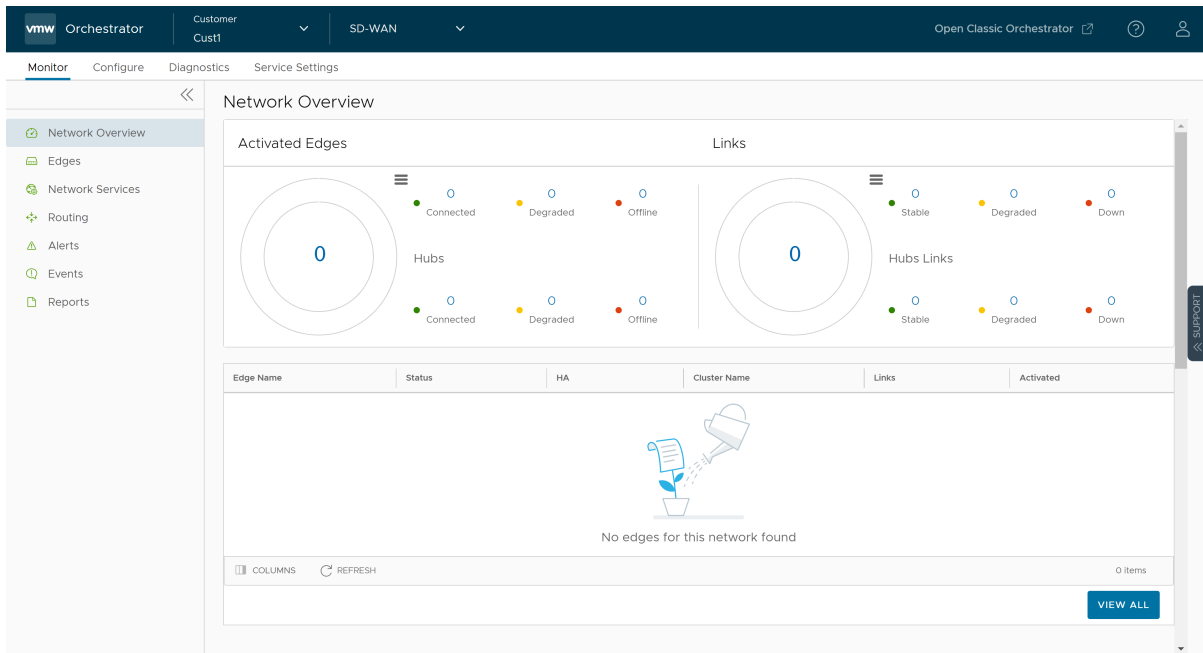 vmw Orchestrator
Customer
Cust1
SD-WAN
Open Classic Orchestrator
?
Monitor Configure Diagnostics Service Settings
Network Overview
Edges
Network Services
Routing
Alerts
Events
Reports
Network Overview
Activated Edges
0
0 Connected
0 Degraded
0 Offline
Hubs
0 Connected
0 Degraded
0 Offline
Links
0
0 Stable
0 Degraded
0 Down
Hubs Links
0 Stable
0 Degraded
0 Down
Edge Name Status HA Cluster Name Links Activated
No edges for this network found
COLUMNS REFRESH 0 items
VIEW ALL
SUPPORT